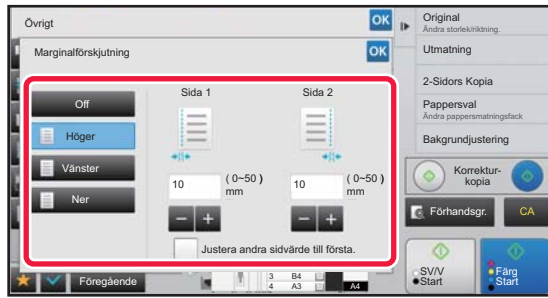 Övrigt
OK
Marginalförskjutning
OK
Off
Höger
Vänster
Ner
Sida 1
Sida 2
10
(0~50)
mm
10
(0~50)
mm
Justera andra sidvärde till första.
Föregående
3 B4
4 A3
A4
Original
Ändra storlek/riktning.
Utmatning
2-Sidors Kopia
Pappersval
Ändra pappersmatningsfack
Bakgrundjustering
Korrektur-
kopia
Förhandsgr.
CA
SV/V
Start
Färg
Start